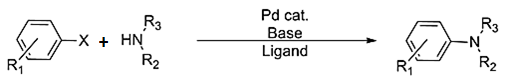 Pd cat.
Base
Ligand
X + HN R3 R2
R1
N R3 R2
R1